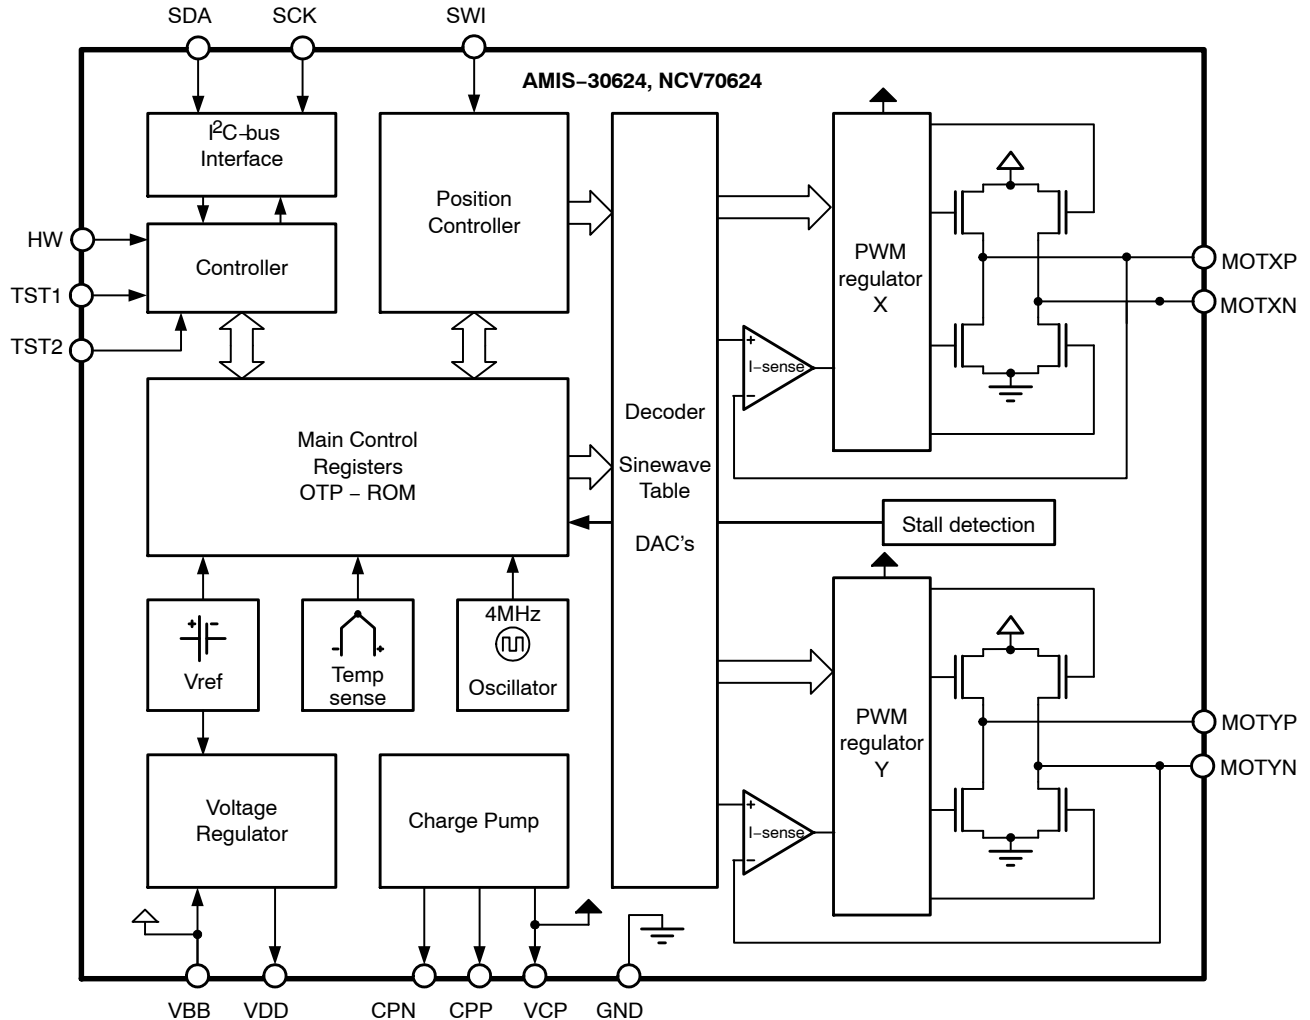 SDA
SCK
SWI
AMIS−30624, NCV70624
I2C−bus
Interface
Position
Controller
HW
Controller
TST1
TST2
PWM
regulator
X
MOTXP
MOTXN
+
I−sense
−
Main Control
Registers
OTP − ROM
Decoder
Sinewave
Table
DAC's
Stall detection
+ −
Vref
− +
Temp
sense
4MHz
Oscillator
PWM
regulator
Y
MOTYP
MOTYN
+
I−sense
−
Voltage
Regulator
Charge Pump
VBB
VDD
CPN
CPP
VCP
GND